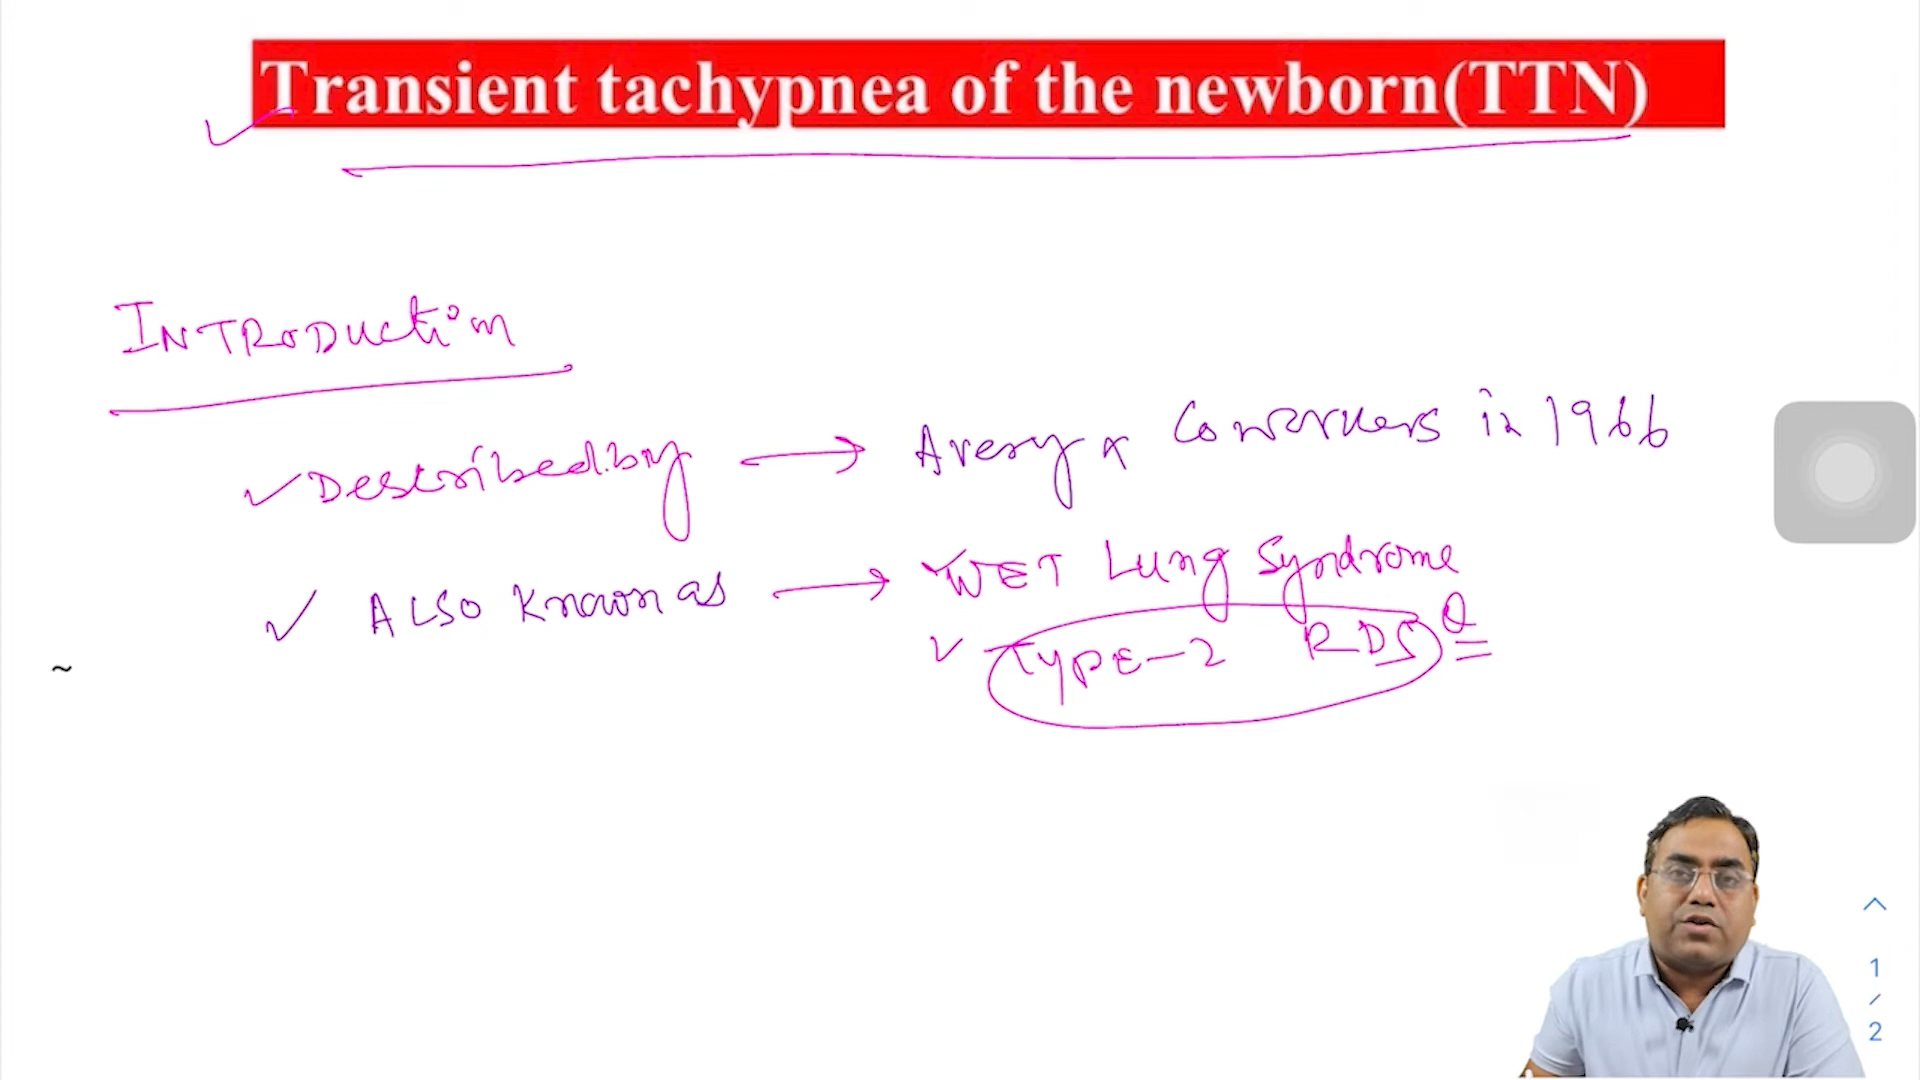 Transient tachypnea of the newborn(TTN)
INTRODUCtion
Described by → Avery & Coworkers in 1966
ALSO Known as → WET Lung Syndrome
TYPE-2 RDS Q
~
1
/
2